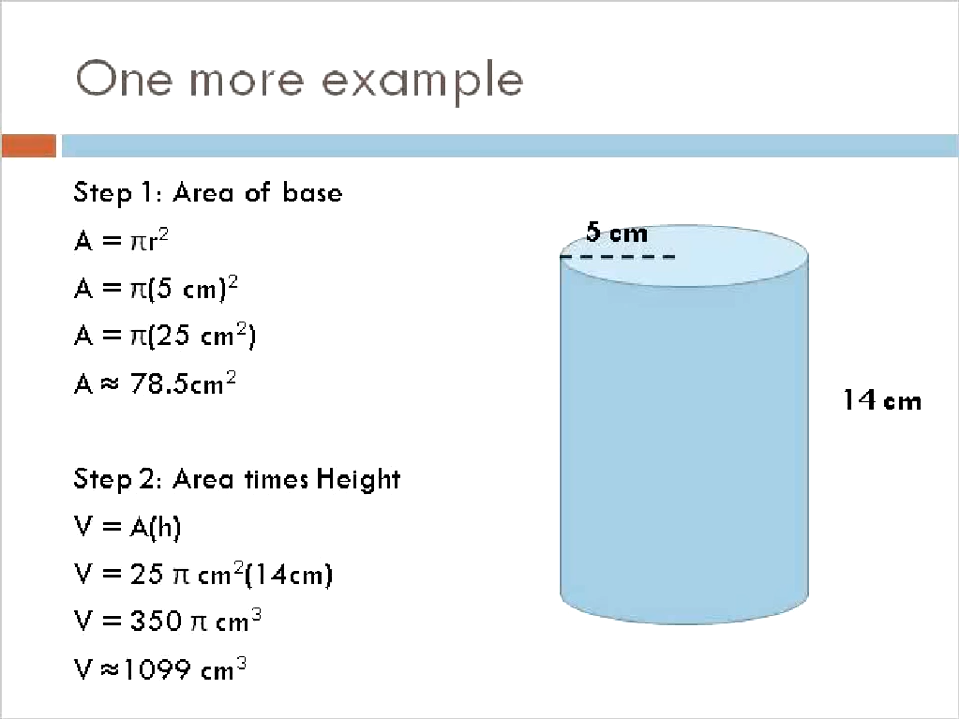 One more example
Step 1: Area of base
A = πr²
A = π(5 cm)²
A = π(25 cm²)
A ≈ 78.5cm²
Step 2: Area times Height
V = A(h)
V = 25 π cm²(14cm)
V = 350 π cm³
V ≈1099 cm³
5 cm
14 cm